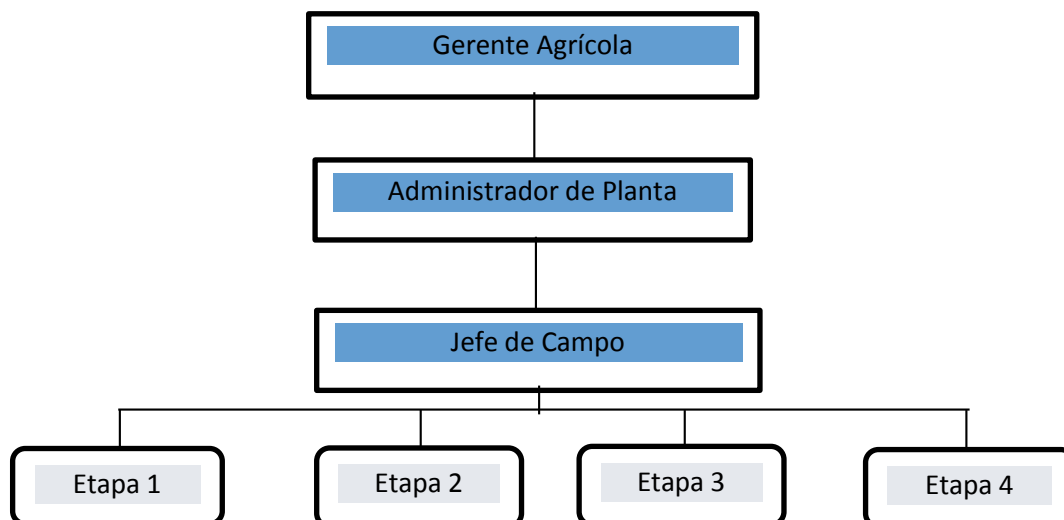 Gerente Agrícola
Administrador de Planta
Jefe de Campo
Etapa 1
Etapa 2
Etapa 3
Etapa 4